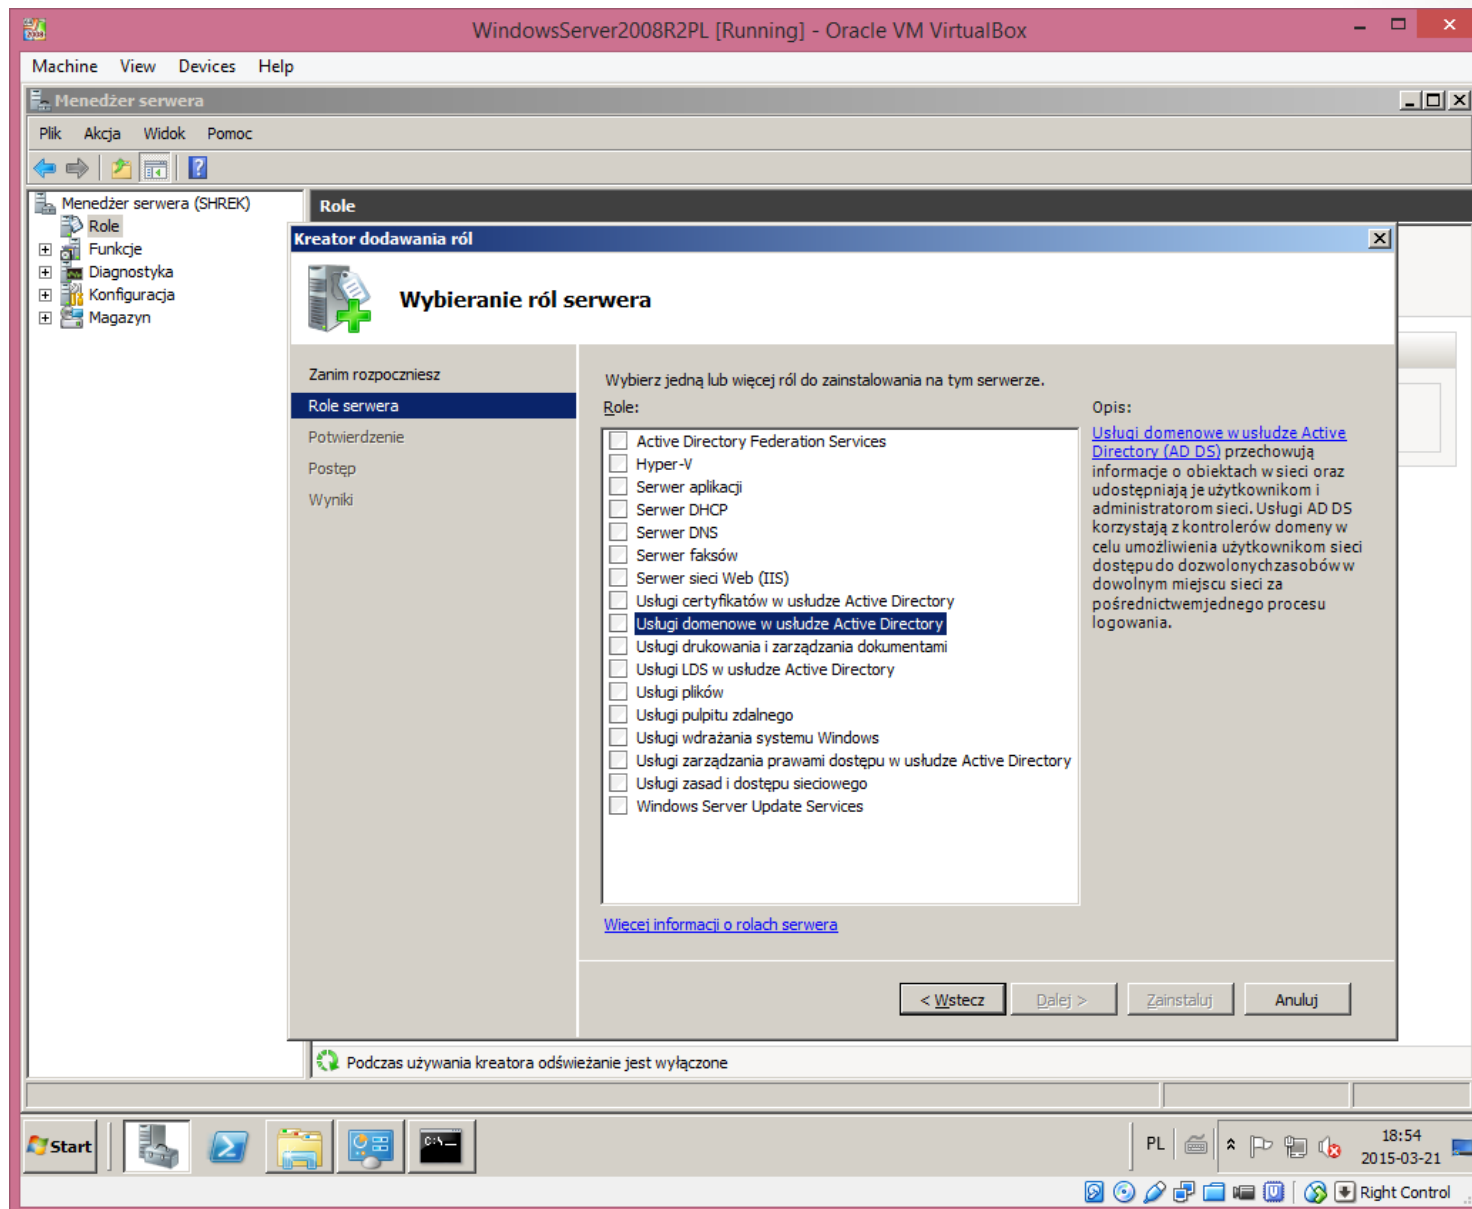 WindowsServer2008R2PL [Running] - Oracle VM VirtualBox
Machine View Devices Help
Menedżer serwera
Plik Akcja Widok Pomoc
Menedżer serwera (SHREK)
Role
Funkcje
Diagnostyka
Konfiguracja
Magazyn
Role
Kreator dodawania ról
Wybieranie ról serwera
Zanim rozpoczniesz
Role serwera
Potwierdzenie
Postęp
Wyniki
Wybierz jedną lub więcej ról do zainstalowania na tym serwerze.
Role:
Active Directory Federation Services
Hyper-V
Serwer aplikacji
Serwer DHCP
Serwer DNS
Serwer faksów
Serwer sieci Web (IIS)
Usługi certyfikatów w usłudze Active Directory
Usługi domenowe w usłudze Active Directory
Usługi drukowania i zarządzania dokumentami
Usługi LDS w usłudze Active Directory
Usługi plików
Usługi pulpitu zdalnego
Usługi wdrażania systemu Windows
Usługi zarządzania prawami dostępu w usłudze Active Directory
Usługi zasad i dostępu sieciowego
Windows Server Update Services
Więcej informacji o rolach serwera
Opis:
Usługi domenowe w usłudze Active
Directory (AD DS) przechowują
informacje o obiektach w sieci oraz
udostępniają je użytkownikom i
administratorom sieci. Usługi AD DS
korzystają z kontrolerów domeny w
celu umożliwienia użytkownikom sieci
dostępu do dozwolonych zasobów w
dowolnym miejscu sieci za
pośrednictwem jednego procesu
logowania.
< Wstecz Dalej > Zainstaluj Anuluj
Podczas używania kreatora odświeżanie jest wyłączone
Start
C:\
PL
18:54
2015-03-21
Right Control